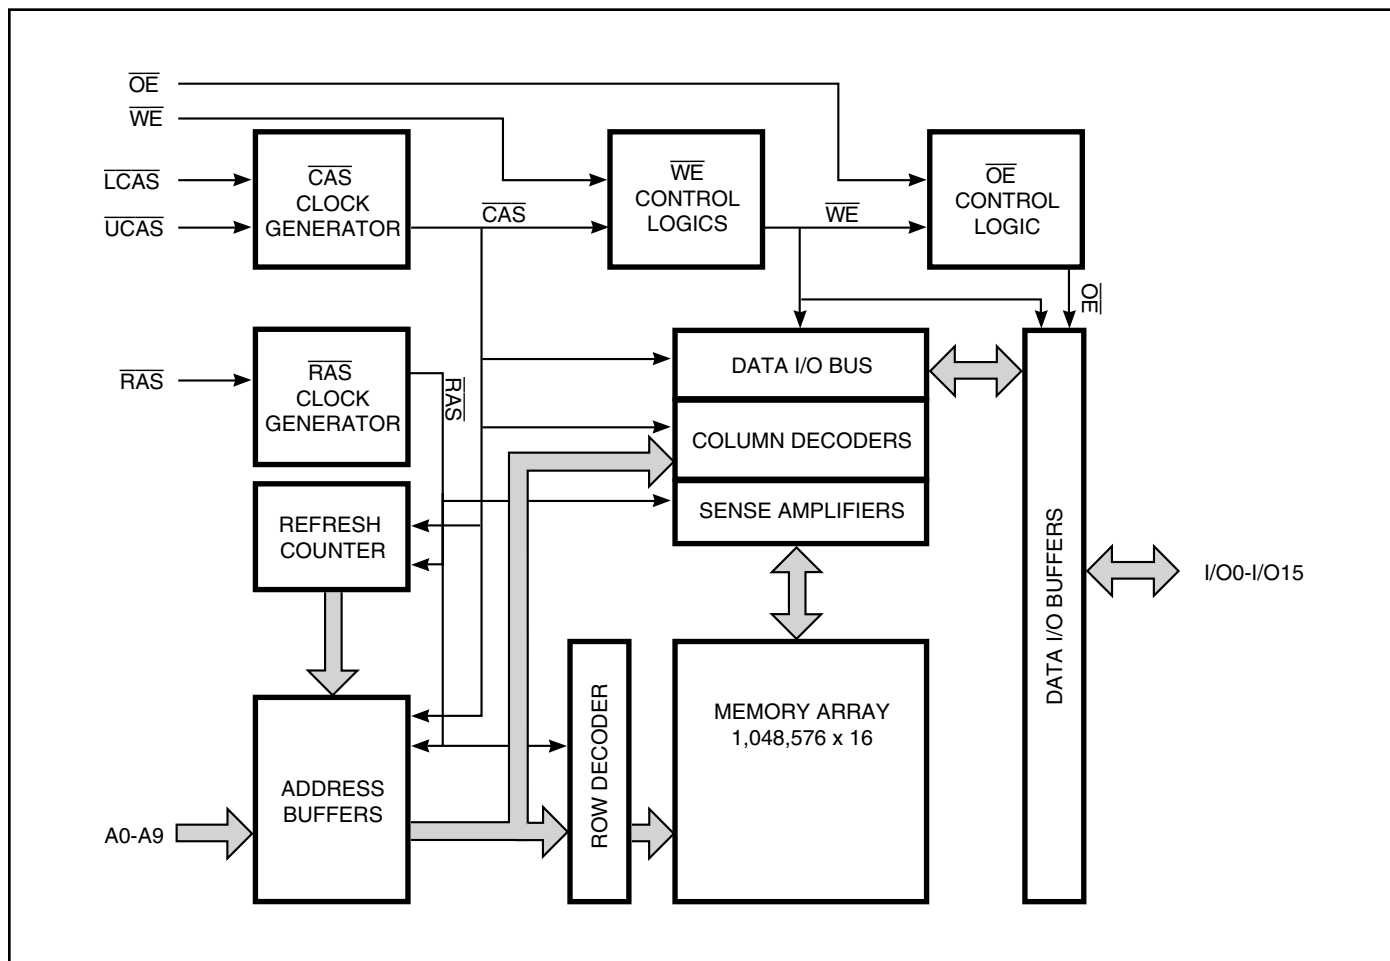 OE
WE
LCAS
UCAS
CAS
CLOCK
GENERATOR
CAS
WE
CONTROL
LOGICS
WE
OE
CONTROL
LOGIC
OE
RAS
RAS
CLOCK
GENERATOR
RAS
DATA I/O BUS
COLUMN DECODERS
SENSE AMPLIFIERS
REFRESH
COUNTER
DATA I/O BUFFERS
I/O0-I/O15
ROW DECODER
MEMORY ARRAY
1,048,576 x 16
ADDRESS
BUFFERS
A0-A9